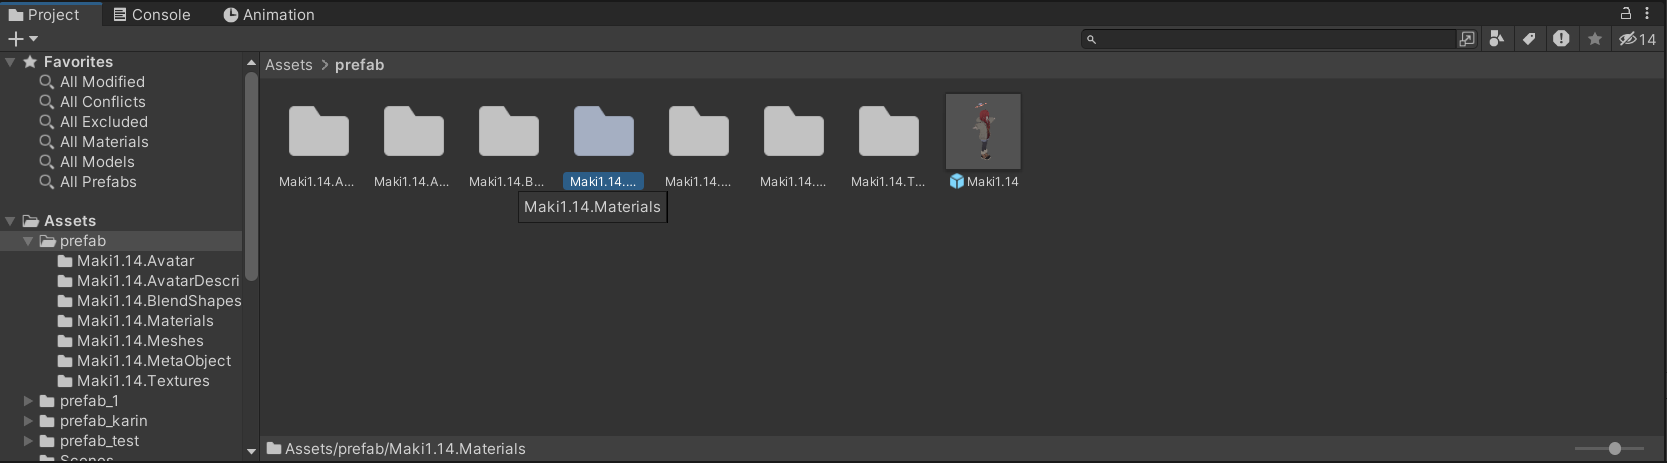 Project
Console
Animation
14
Favorites
All Modified
All Conflicts
All Excluded
All Materials
All Models
All Prefabs
Assets
prefab
Maki1.14.Avatar
Maki1.14.AvatarDescri
Maki1.14.BlendShapes
Maki1.14.Materials
Maki1.14.Meshes
Maki1.14.MetaObject
Maki1.14.Textures
prefab_1
prefab_karin
prefab_test
Scenes
Assets > prefab
Maki1.14.A...
Maki1.14.A...
Maki1.14.B...
Maki1.14....
Maki1.14....
Maki1.14....
Maki1.14.T...
Maki1.14
Maki1.14.Materials
Assets/prefab/Maki1.14.Materials